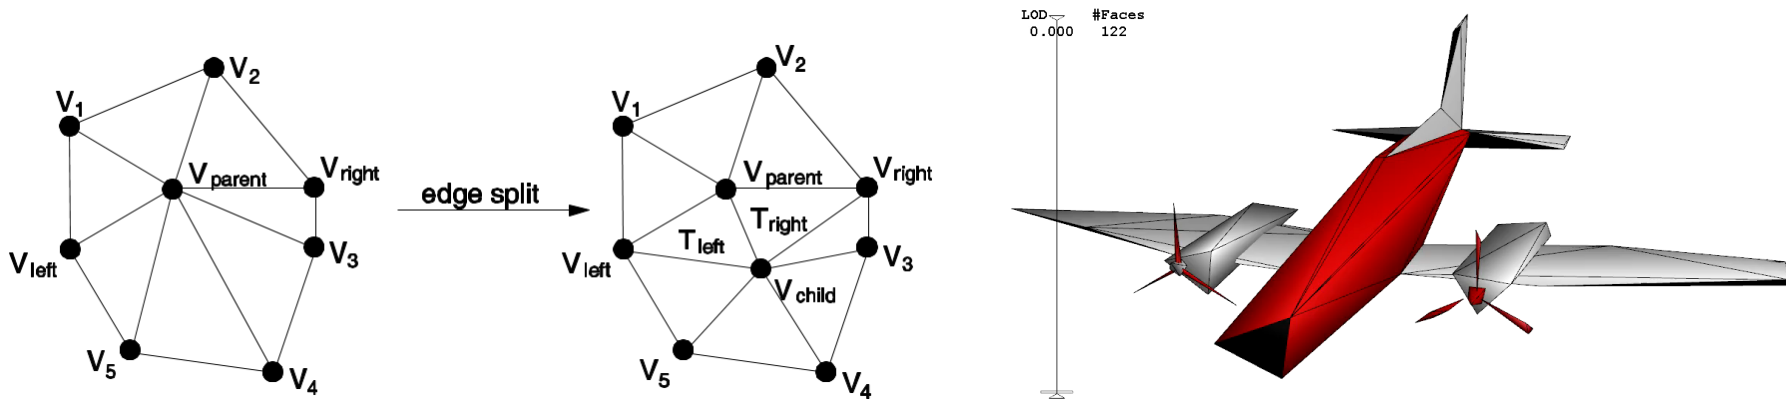 V2
V1
Vparent
Vright
Vleft
V3
V5
V4
edge split
V2
V1
Vparent
Vright
Tright
Tleft
Vleft
V3
Vchild
V5
V4
LOD #Faces
0.000 122